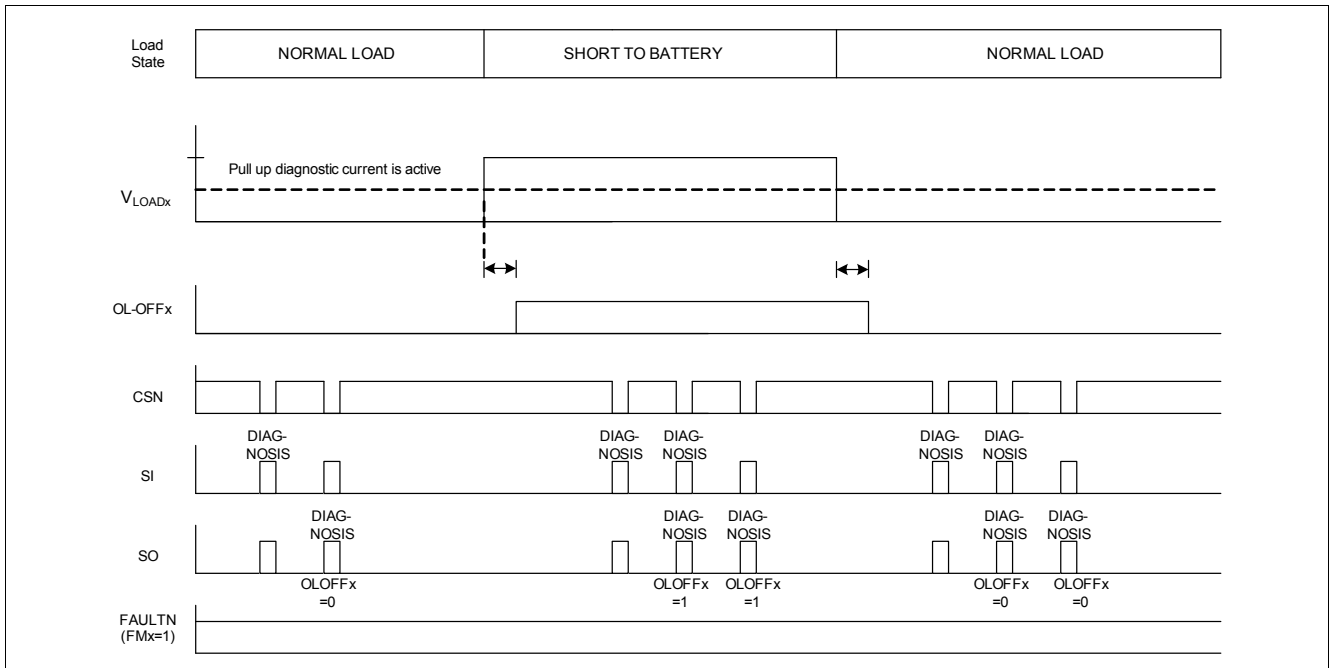 Load
State
NORMAL LOAD
SHORT TO BATTERY
NORMAL LOAD
Pull up diagnostic current is active
VLOADx
OL-OFFx
CSN
DIAG-
NOSIS
DIAG-
NOSIS
DIAG-
NOSIS
DIAG-
NOSIS
DIAG-
NOSIS
SI
DIAG-
NOSIS
DIAG-
NOSIS
DIAG-
NOSIS
DIAG-
NOSIS
DIAG-
NOSIS
SO
OLOFFx
=0
OLOFFx
=1
OLOFFx
=1
OLOFFx
=0
OLOFFx
=0
FAULTN
(FMx=1)